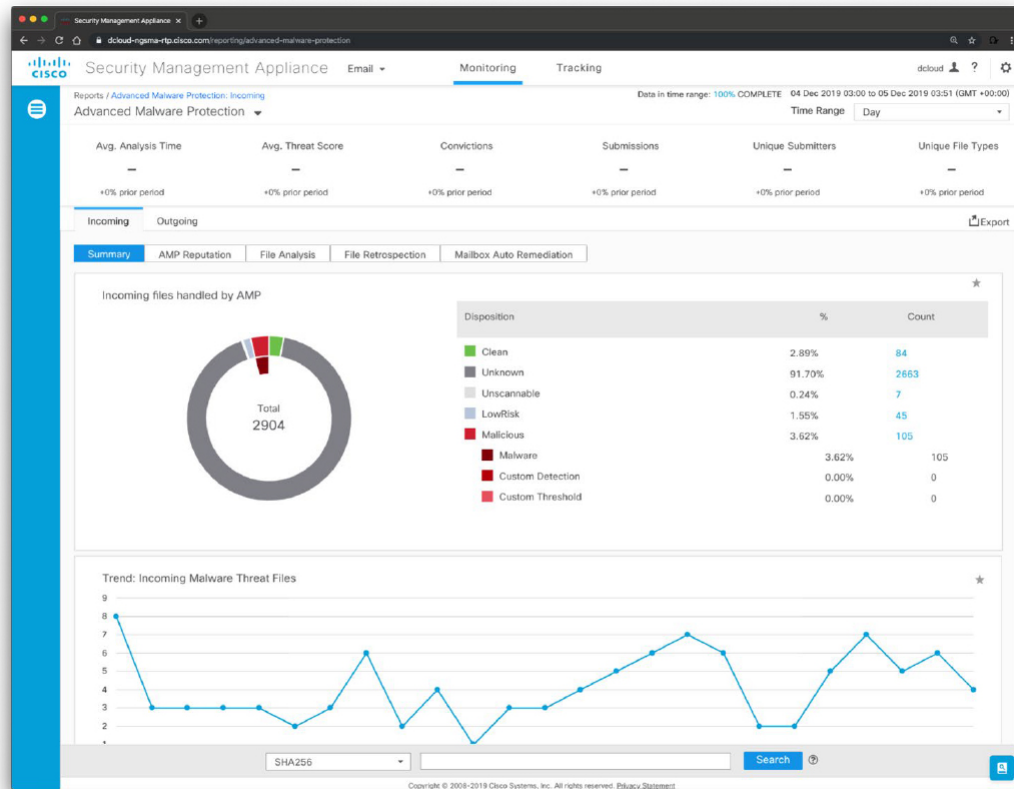 Security Management Appliance
dcloud-ngsma-rtp.cisco.com/reporting/advanced-malware-protection
CISCO Security Management Appliance Email Monitoring Tracking dcloud ?
Reports / Advanced Malware Protection: Incoming Data in time range: 100% COMPLETE 04 Dec 2019 03:00 to 05 Dec 2019 03:51 (GMT +00:00)
Advanced Malware Protection Time Range Day
Avg. Analysis Time Avg. Threat Score Convictions Submissions Unique Submitters Unique File Types
– – – – – –
+0% prior period +0% prior period +0% prior period +0% prior period +0% prior period +0% prior period
Incoming Outgoing Export
Summary AMP Reputation File Analysis File Retrospection Mailbox Auto Remediation
Incoming files handled by AMP
Disposition % Count
Clean 2.89% 84
Unknown 91.70% 2663
Unscannable 0.24% 7
LowRisk 1.55% 45
Malicious 3.62% 105
Malware 3.62% 105
Custom Detection 0.00% 0
Custom Threshold 0.00% 0
Total
2904
Trend: Incoming Malware Threat Files
9
8
7
6
5
4
3
2
1
SHA256 Search ?
Copyright © 2008-2019 Cisco Systems, Inc. All rights reserved. Privacy Statement